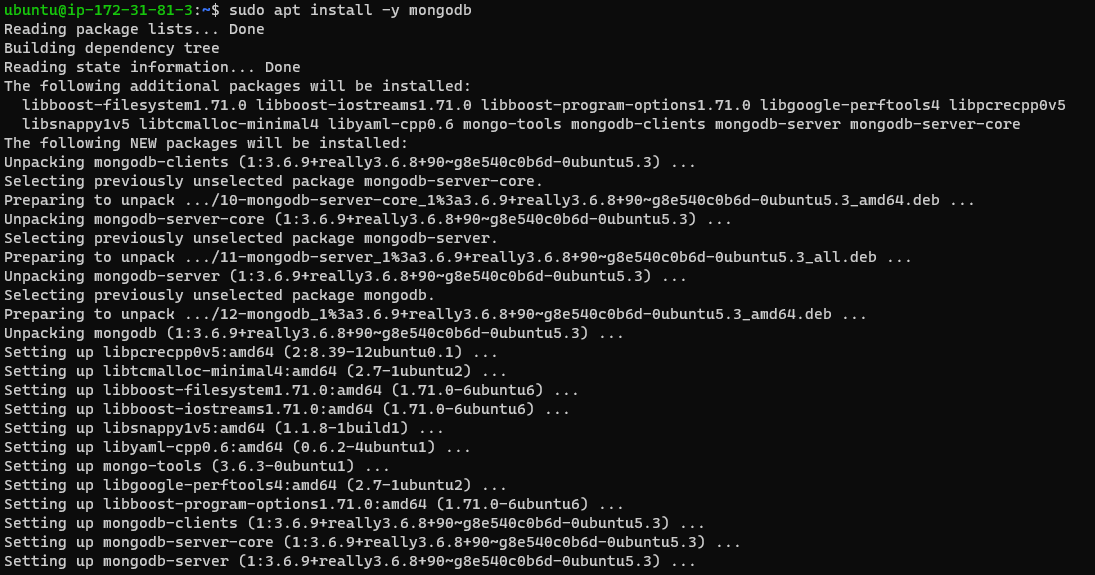 ubuntu@ip-172-31-81-3:~$ sudo apt install -y mongodb
Reading package lists... Done
Building dependency tree
Reading state information... Done
The following additional packages will be installed:
  libboost-filesystem1.71.0 libboost-iostreams1.71.0 libboost-program-options1.71.0 libgoogle-perftools4 libpcrecpp0v5
  libsnappy1v5 libtcmalloc-minimal4 libyaml-cpp0.6 mongo-tools mongodb-clients mongodb-server mongodb-server-core
The following NEW packages will be installed:
Unpacking mongodb-clients (1:3.6.9+really3.6.8+90~g8e540c0b6d-0ubuntu5.3) ...
Selecting previously unselected package mongodb-server-core.
Preparing to unpack .../10-mongodb-server-core_1%3a3.6.9+really3.6.8+90~g8e540c0b6d-0ubuntu5.3_amd64.deb ...
Unpacking mongodb-server-core (1:3.6.9+really3.6.8+90~g8e540c0b6d-0ubuntu5.3) ...
Selecting previously unselected package mongodb-server.
Preparing to unpack .../11-mongodb-server_1%3a3.6.9+really3.6.8+90~g8e540c0b6d-0ubuntu5.3_all.deb ...
Unpacking mongodb-server (1:3.6.9+really3.6.8+90~g8e540c0b6d-0ubuntu5.3) ...
Selecting previously unselected package mongodb.
Preparing to unpack .../12-mongodb_1%3a3.6.9+really3.6.8+90~g8e540c0b6d-0ubuntu5.3_amd64.deb ...
Unpacking mongodb (1:3.6.9+really3.6.8+90~g8e540c0b6d-0ubuntu5.3) ...
Setting up libpcrecpp0v5:amd64 (2:8.39-12ubuntu0.1) ...
Setting up libtcmalloc-minimal4:amd64 (2.7-1ubuntu2) ...
Setting up libboost-filesystem1.71.0:amd64 (1.71.0-6ubuntu6) ...
Setting up libboost-iostreams1.71.0:amd64 (1.71.0-6ubuntu6) ...
Setting up libsnappy1v5:amd64 (1.1.8-1build1) ...
Setting up libyaml-cpp0.6:amd64 (0.6.2-4ubuntu1) ...
Setting up mongo-tools (3.6.3-0ubuntu1) ...
Setting up libgoogle-perftools4:amd64 (2.7-1ubuntu2) ...
Setting up libboost-program-options1.71.0:amd64 (1.71.0-6ubuntu6) ...
Setting up mongodb-clients (1:3.6.9+really3.6.8+90~g8e540c0b6d-0ubuntu5.3) ...
Setting up mongodb-server-core (1:3.6.9+really3.6.8+90~g8e540c0b6d-0ubuntu5.3) ...
Setting up mongodb-server (1:3.6.9+really3.6.8+90~g8e540c0b6d-0ubuntu5.3) ...